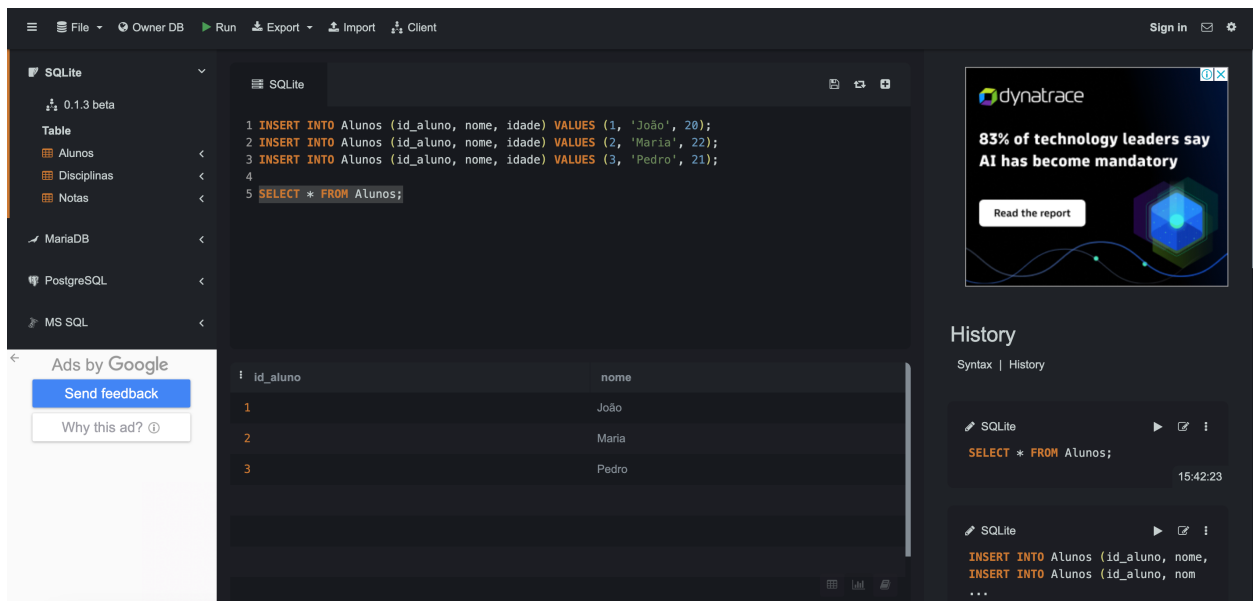 File Owner DB Run Export Import Client Sign in
SQLite
0.1.3 beta
Table
Alunos
Disciplinas
Notas
MariaDB
PostgreSQL
MS SQL
Ads by Google
Send feedback
Why this ad?
SQLite
1 INSERT INTO Alunos (id_aluno, nome, idade) VALUES (1, 'João', 20);
2 INSERT INTO Alunos (id_aluno, nome, idade) VALUES (2, 'Maria', 22);
3 INSERT INTO Alunos (id_aluno, nome, idade) VALUES (3, 'Pedro', 21);
4
5 SELECT * FROM Alunos;
id_aluno nome
1 João
2 Maria
3 Pedro
dynatrace
83% of technology leaders say
AI has become mandatory
Read the report
History
Syntax | History
SQLite
SELECT * FROM Alunos;
15:42:23
SQLite
INSERT INTO Alunos (id_aluno, nome,
INSERT INTO Alunos (id_aluno, nom
...